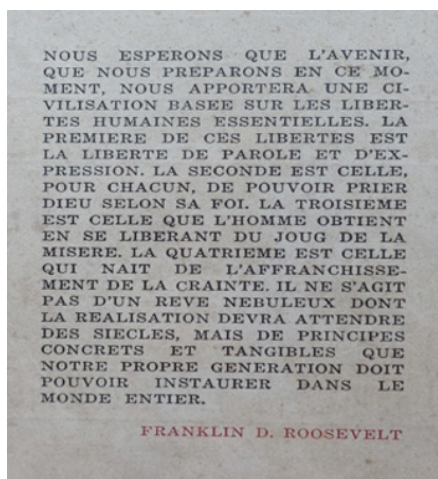 NOUS ESPERONS QUE L'AVENIR,
QUE NOUS PREPARONS EN CE MO-
MENT, NOUS APPORTERA UNE CI-
VILISATION BASEE SUR LES LIBER-
TES HUMAINES ESSENTIELLES. LA
PREMIERE DE CES LIBERTES EST
LA LIBERTE DE PAROLE ET D'EX-
PRESSION. LA SECONDE EST CELLE,
POUR CHACUN, DE POUVOIR PRIER
DIEU SELON SA FOI. LA TROISIEME
EST CELLE QUE L'HOMME OBTIENT
EN SE LIBERANT DU JOUG DE LA
MISERE. LA QUATRIEME EST CELLE
QUI NAIT DE L'AFFRANCHISSE-
MENT DE LA CRAINTE. IL NE S'AGIT
PAS D'UN REVE NEBULEUX DONT
LA REALISATION DEVRA ATTENDRE
DES SIECLES, MAIS DE PRINCIPES
CONCRETS ET TANGIBLES QUE
NOTRE PROPRE GENERATION DOIT
POUVOIR INSTAURER DANS LE
MONDE ENTIER.
FRANKLIN D. ROOSEVELT